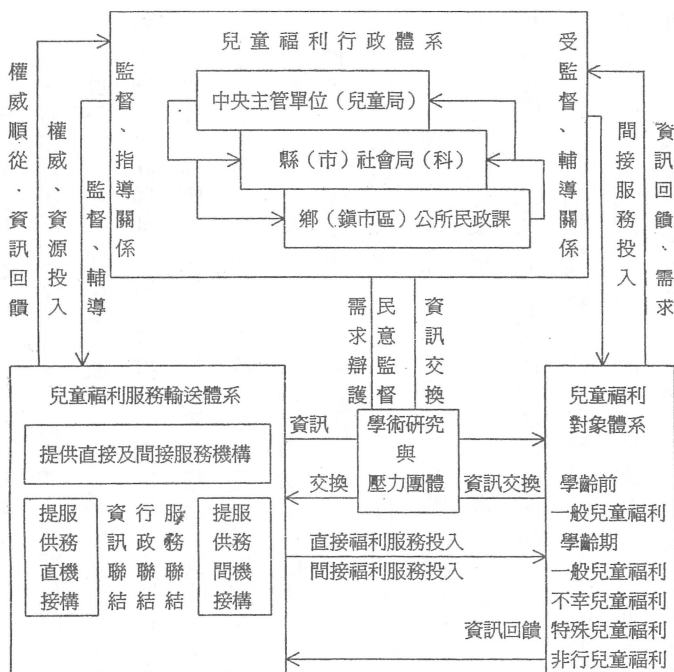 兒童福利行政體系
中央主管單位（兒童局）
縣（市）社會局（科）
鄉（鎮市區）公所民政課
監督、指導關係
受監督、輔導關係
權威順從、資訊回饋
權威、資源投入
監督、輔導
間接服務投入
資訊回饋、需求
需求辯護
民意監督
資訊交換
兒童福利服務輸送體系
提供直接及間接服務機構
提供直接
服務機構
資訊聯結
行政聯結
服務聯結
提供間接
服務機構
資訊
交換
學術研究
與
壓力團體
資訊交換
直接福利服務投入
間接福利服務投入
資訊回饋
兒童福利
對象體系
學齡前
一般兒童福利
學齡期
一般兒童福利
不幸兒童福利
特殊兒童福利
非行兒童福利